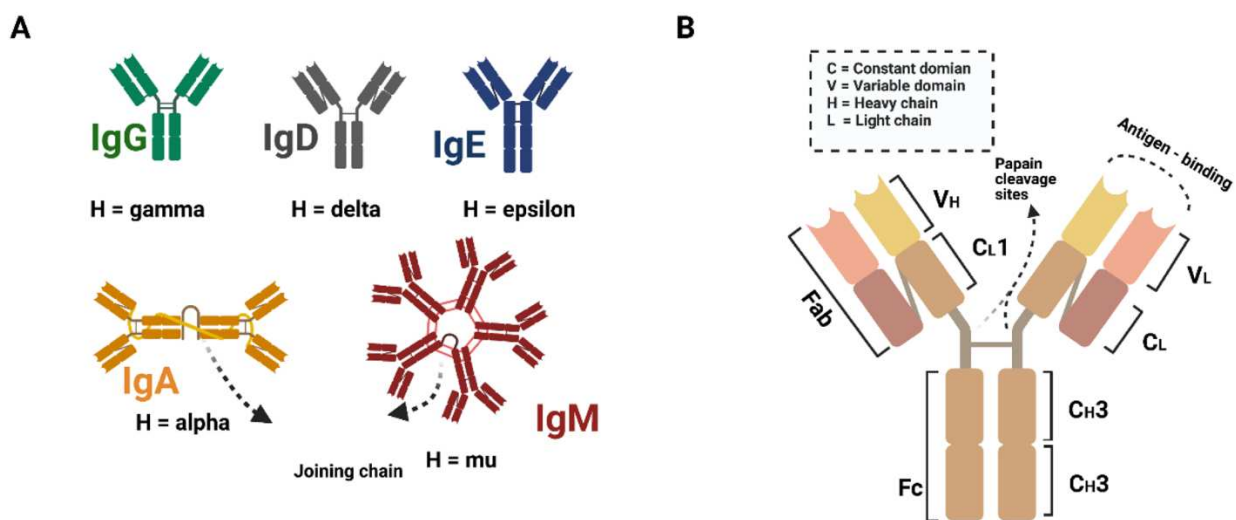 A
IgG
H = gamma
IgD
H = delta
IgE
H = epsilon
IgA
H = alpha
IgM
H = mu
Joining chain
B
C = Constant domian
V = Variable domain
H = Heavy chain
L = Light chain
Papain
cleavage
sites
Antigen - binding
VH
CL1
Fab
VL
CL
Fc
CH3
CH3